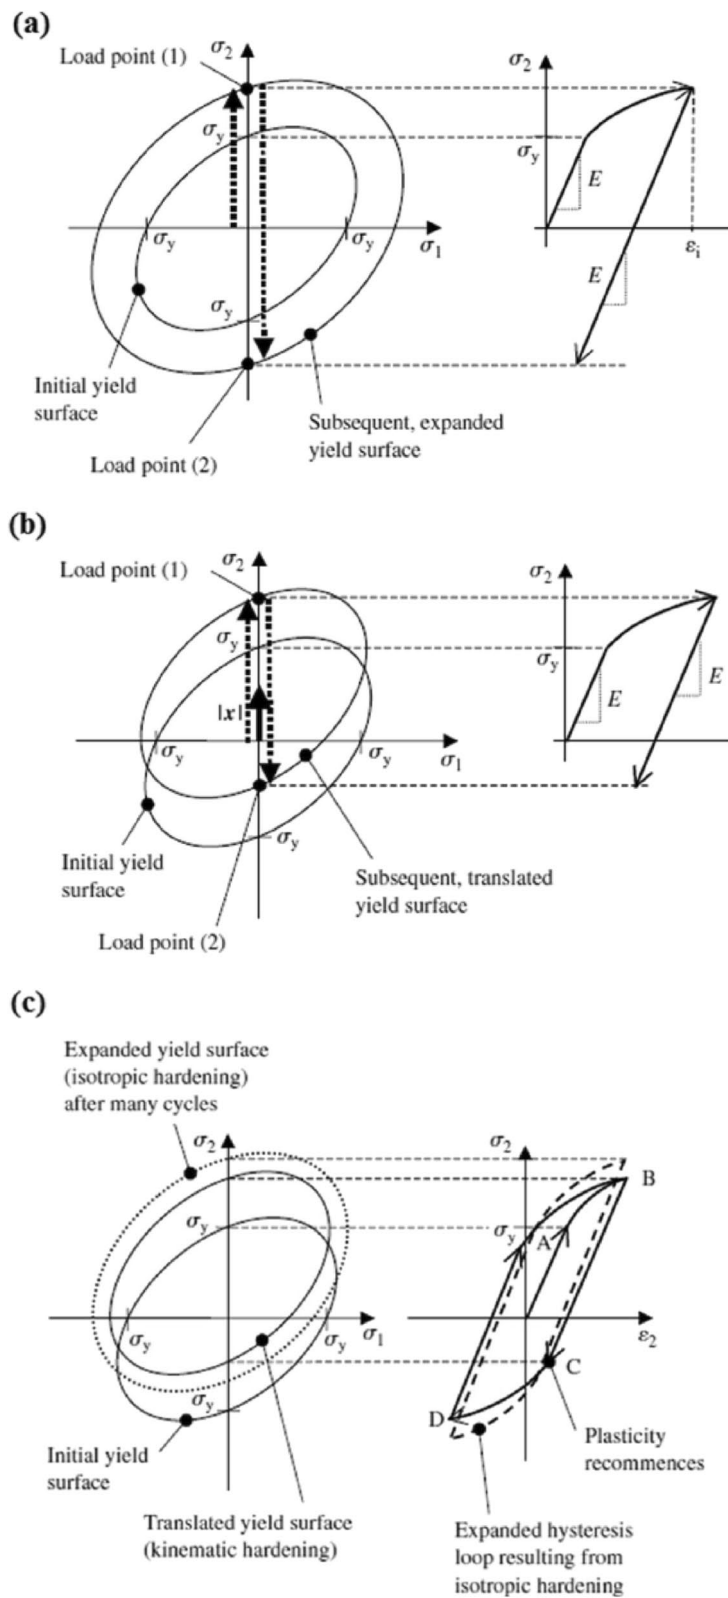 (a)
σ2
Load point (1)
σ2
σy
σy
E
σy
σy
σ1
εi
E
σy
Initial yield
surface
Subsequent, expanded
yield surface
Load point (2)
(b)
σ2
Load point (1)
σ2
σy
σy
E
E
|x|
σy
σy
σ1
σy
Initial yield
surface
Subsequent, translated
yield surface
Load point (2)
(c)
Expanded yield surface
(isotropic hardening)
after many cycles
σ2
σ2
B
σy
σy
A
σy
σy
σ1
ε2
C
σy
D
Initial yield
surface
Plasticity
recommences
Translated yield surface
(kinematic hardening)
Expanded hysteresis
loop resulting from
isotropic hardening